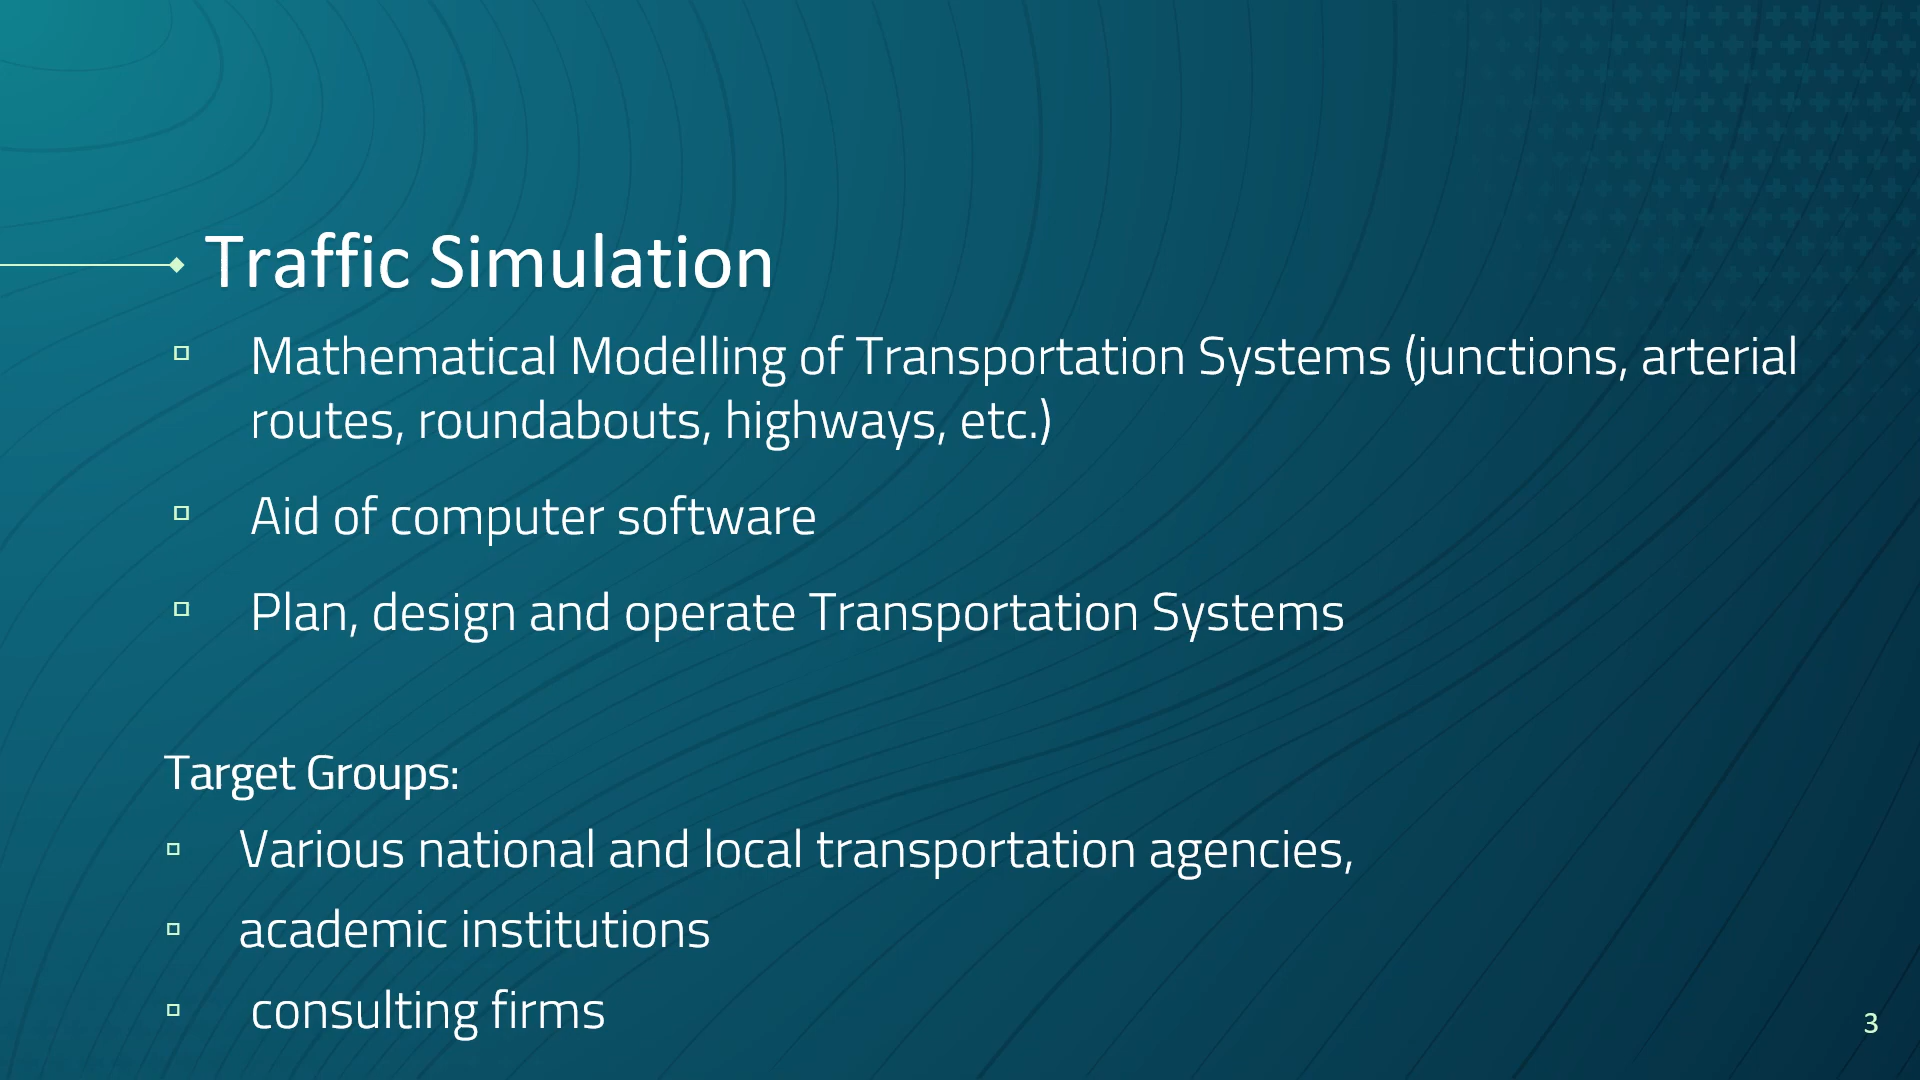 Traffic Simulation
Mathematical Modelling of Transportation Systems (junctions, arterial
routes, roundabouts, highways, etc.)
Aid of computer software
Plan, design and operate Transportation Systems
Target Groups:
Various national and local transportation agencies,
academic institutions
consulting firms
3